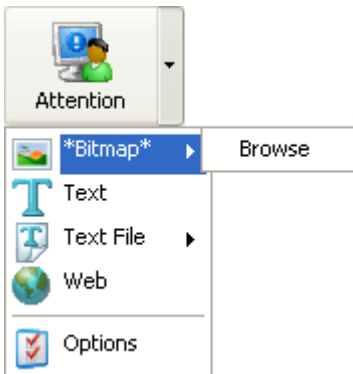 Attention
*Bitmap*
Browse
Text
Text File
Web
Options